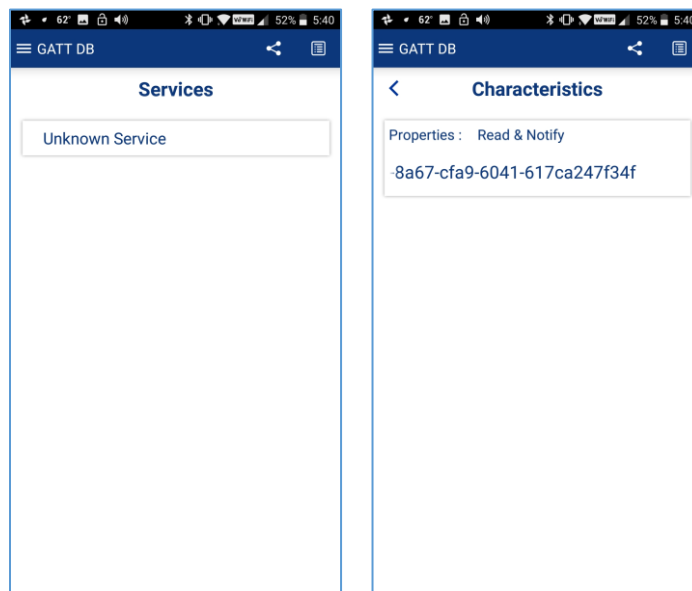 62° 52% 5:40
GATT DB
Services
Unknown Service
62° 52% 5:40
GATT DB
Characteristics
Properties : Read & Notify
-8a67-cfa9-6041-617ca247f34f